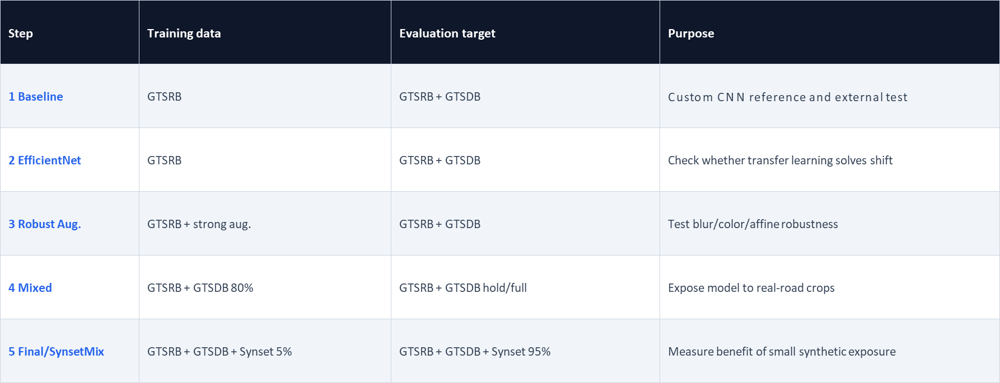 Step Training data Evaluation target Purpose
1 Baseline GTSRB GTSRB + GTSDB Custom CNN reference and external test
2 EfficientNet GTSRB GTSRB + GTSDB Check whether transfer learning solves shift
3 Robust Aug. GTSRB + strong aug. GTSRB + GTSDB Test blur/color/affine robustness
4 Mixed GTSRB + GTSDB 80% GTSRB + GTSDB hold/full Expose model to real-road crops
5 Final/SynsetMix GTSRB + GTSDB + Synset 5% GTSRB + GTSDB + Synset 95% Measure benefit of small synthetic exposure